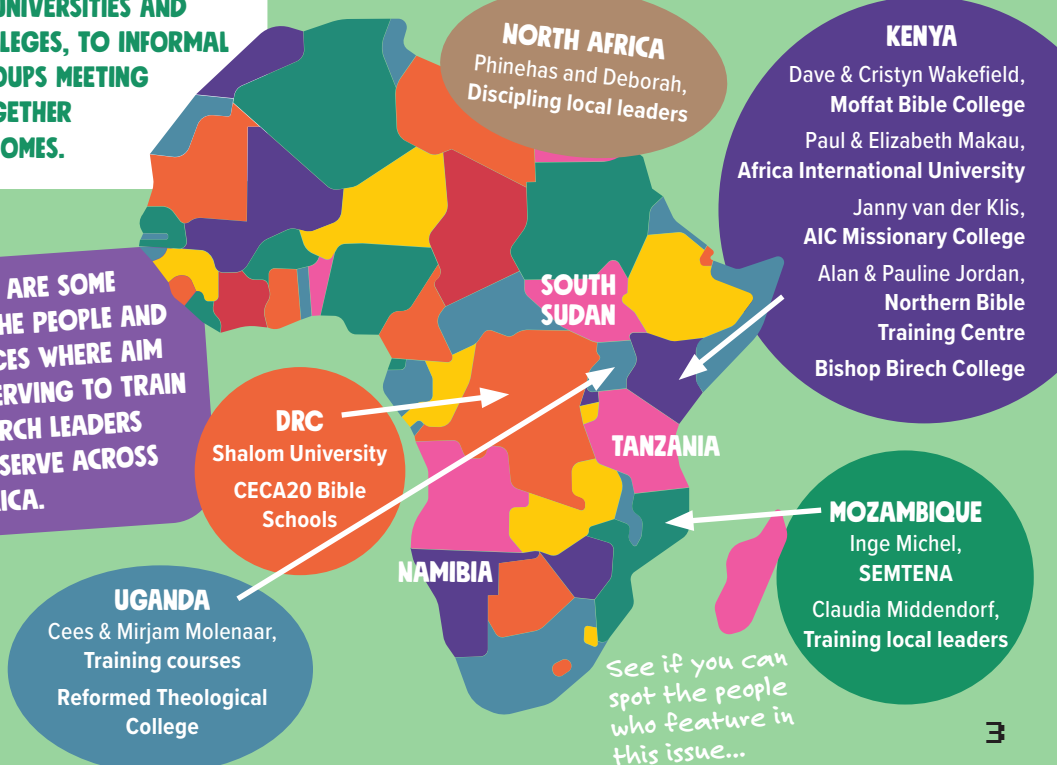 UNIVERSITIES AND
LLEGES, TO INFORMAL
OUPS MEETING
GETHER
OMES.
ARE SOME
HE PEOPLE AND
CES WHERE AIM
ERVING TO TRAIN
RCH LEADERS
SERVE ACROSS
ICA.
NORTH AFRICA
Phinehas and Deborah,
Discipling local leaders
KENYA
Dave & Cristyn Wakefield,
Moffat Bible College
Paul & Elizabeth Makau,
Africa International University
Janny van der Klis,
AIC Missionary College
Alan & Pauline Jordan,
Northern Bible
Training Centre
Bishop Birech College
SOUTH
SUDAN
DRC
Shalom University
CECA20 Bible
Schools
TANZANIA
MOZAMBIQUE
Inge Michel,
SEMTENA
Claudia Middendorf,
Training local leaders
NAMIBIA
UGANDA
Cees & Mirjam Molenaar,
Training courses
Reformed Theological
College
See if you can
spot the people
who feature in
this issue...
3